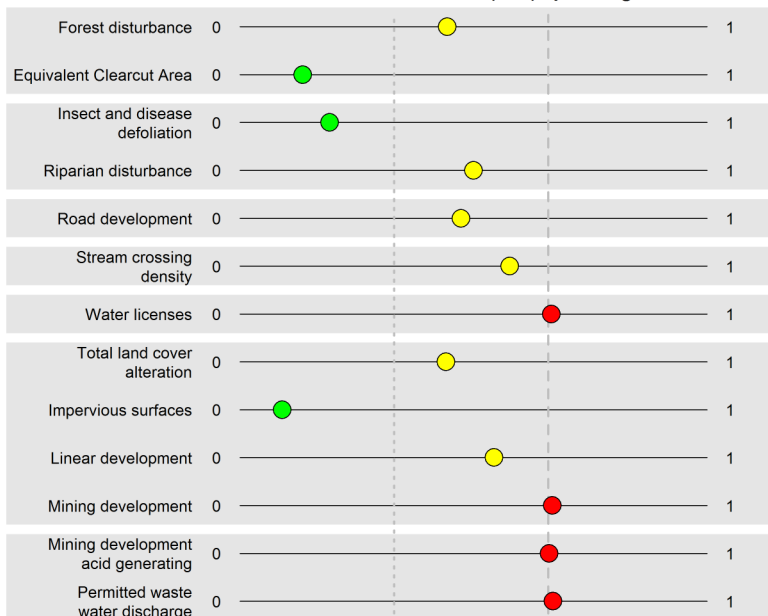 Forest disturbance 0 1
Equivalent Clearcut Area 0 1
Insect and disease
defoliation 0 1
Riparian disturbance 0 1
Road development 0 1
Stream crossing
density 0 1
Water licenses 0 1
Total land cover
alteration 0 1
Impervious surfaces 0 1
Linear development 0 1
Mining development 0 1
Mining development
acid generating 0 1
Permitted waste
water discharge 0 1